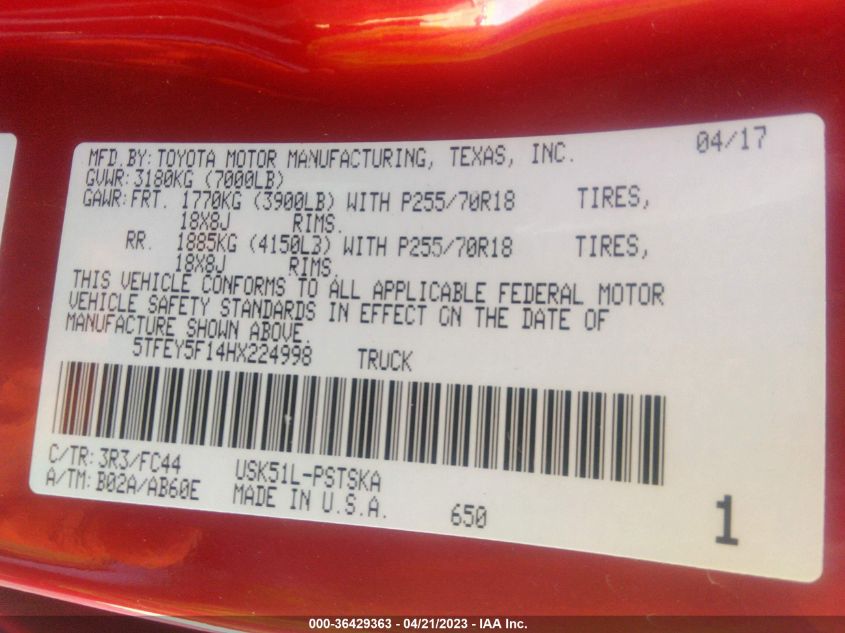 MFD.BY: TOYOTA MOTOR MANUFACTURING, TEXAS, INC. 04/17
GVWR: 3180KG (7000LB)
GAWR: FRT. 1770KG (3900LB) WITH P255/70R18 TIRES,
18X8J RIMS.
RR. 1885KG (4150LB) WITH P255/70R18 TIRES,
18X8J RIMS.
THIS VEHICLE CONFORMS TO ALL APPLICABLE FEDERAL MOTOR
VEHICLE SAFETY STANDARDS IN EFFECT ON THE DATE OF
MANUFACTURE SHOWN ABOVE.
5TFEY5F14HX224998 TRUCK
C/TR: 3R3/FC44 USK51L-PSTSKA
A/TM: B02A/AB60E MADE IN U.S.A. 650 1
000-36429363 - 04/21/2023 - IAA Inc.